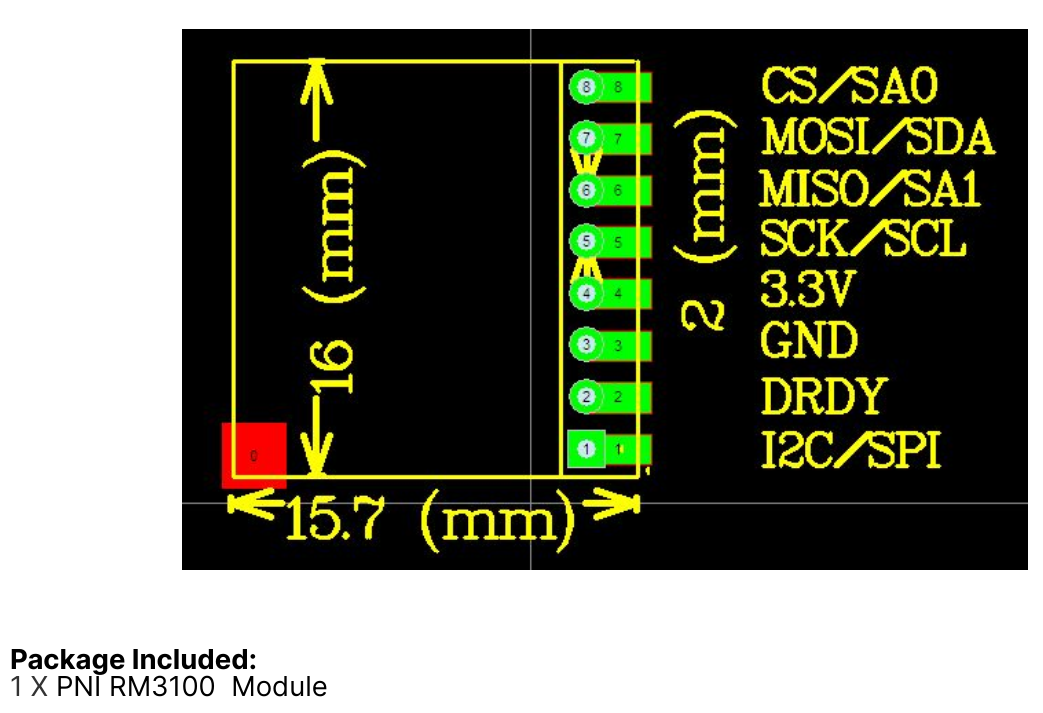 8 8 CS/SA0
7 7 MOSI/SDA
6 6 MISO/SA1
5 5 SCK/SCL
4 4 3.3V
3 3 GND
2 2 DRDY
1 1 I2C/SPI
16 (mm)
2 (mm)
0
15.7 (mm)
Package Included:
1 X PNI RM3100 Module